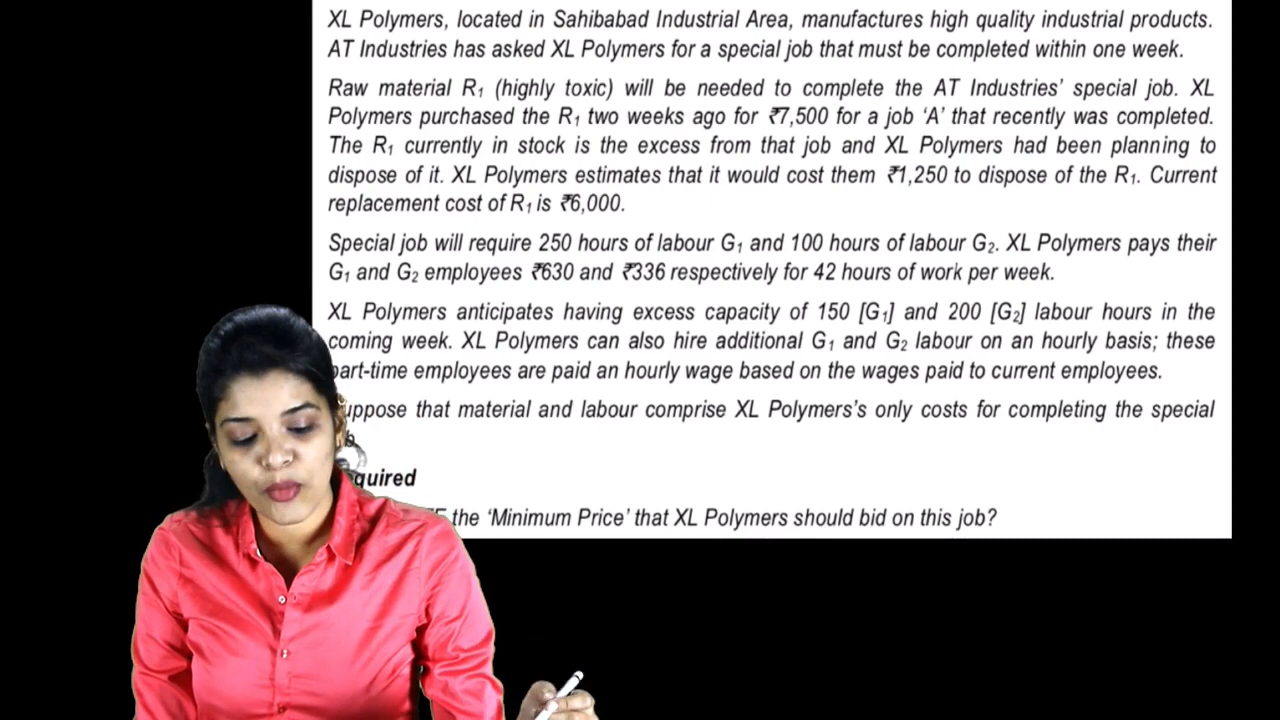 XL Polymers, located in Sahibabad Industrial Area, manufactures high quality industrial products.
AT Industries has asked XL Polymers for a special job that must be completed within one week.
Raw material R₁ (highly toxic) will be needed to complete the AT Industries' special job. XL
Polymers purchased the R₁ two weeks ago for ₹7,500 for a job 'A' that recently was completed.
The R₁ currently in stock is the excess from that job and XL Polymers had been planning to
dispose of it. XL Polymers estimates that it would cost them ₹1,250 to dispose of the R₁. Current
replacement cost of R₁ is ₹6,000.
Special job will require 250 hours of labour G₁ and 100 hours of labour G₂. XL Polymers pays their
G₁ and G₂ employees ₹630 and ₹336 respectively for 42 hours of work per week.
XL Polymers anticipates having excess capacity of 150 [G₁] and 200 [G₂] labour hours in the
coming week. XL Polymers can also hire additional G₁ and G₂ labour on an hourly basis; these
part-time employees are paid an hourly wage based on the wages paid to current employees.
uppose that material and labour comprise XL Polymers's only costs for completing the special
quired
the 'Minimum Price' that XL Polymers should bid on this job?